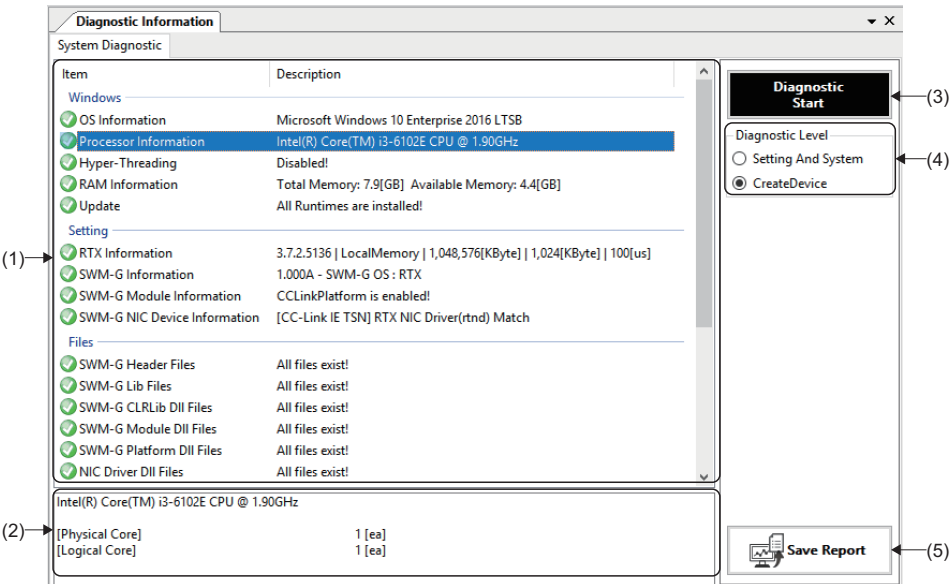 Diagnostic Information
System Diagnostic
Item Description
Windows
OS Information Microsoft Windows 10 Enterprise 2016 LTSB
Processor Information Intel(R) Core(TM) i3-6102E CPU @ 1.90GHz
Hyper-Threading Disabled!
RAM Information Total Memory: 7.9[GB] Available Memory: 4.4[GB]
Update All Runtimes are installed!
Setting
(1) RTX Information 3.7.2.5136 | LocalMemory | 1,048,576[KByte] | 1,024[KByte] | 100[us]
SWM-G Information 1.000A - SWM-G OS : RTX
SWM-G Module Information CCLinkPlatform is enabled!
SWM-G NIC Device Information [CC-Link IE TSN] RTX NIC Driver(rtnd) Match
Files
SWM-G Header Files All files exist!
SWM-G Lib Files All files exist!
SWM-G CLRLib Dll Files All files exist!
SWM-G Module Dll Files All files exist!
SWM-G Platform Dll Files All files exist!
NIC Driver Dll Files All files exist!
Intel(R) Core(TM) i3-6102E CPU @ 1.90GHz
(2)
[Physical Core] 1 [ea]
[Logical Core] 1 [ea]
Diagnostic
Start
(3)
Diagnostic Level
Setting And System
(4)
CreateDevice
Save Report
(5)